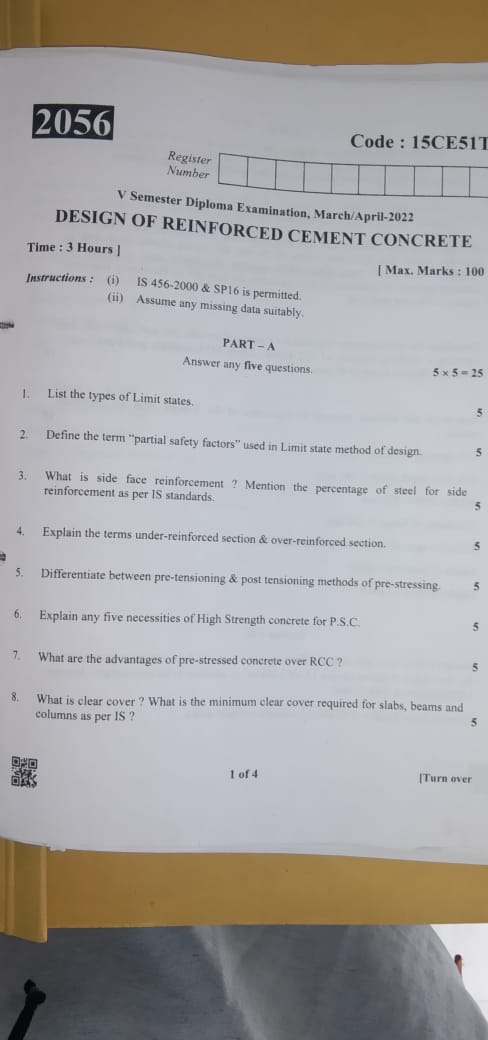 2056
Code : 15CE51T
Register
Number
V Semester Diploma Examination, March/April-2022
DESIGN OF REINFORCED CEMENT CONCRETE
Time : 3 Hours ]
[ Max. Marks : 100
Instructions : (i) IS 456-2000 & SP16 is permitted.
(ii) Assume any missing data suitably.
PART – A
Answer any five questions.
5 × 5 = 25
1. List the types of Limit states.
5
2. Define the term “partial safety factors” used in Limit state method of design. 5
3. What is side face reinforcement ? Mention the percentage of steel for side
reinforcement as per IS standards.
5
4. Explain the terms under-reinforced section & over-reinforced section. 5
5. Differentiate between pre-tensioning & post tensioning methods of pre-stressing. 5
6. Explain any five necessities of High Strength concrete for P.S.C.
5
7. What are the advantages of pre-stressed concrete over RCC ?
5
8. What is clear cover ? What is the minimum clear cover required for slabs, beams and
columns as per IS ?
5
1 of 4
[Turn over